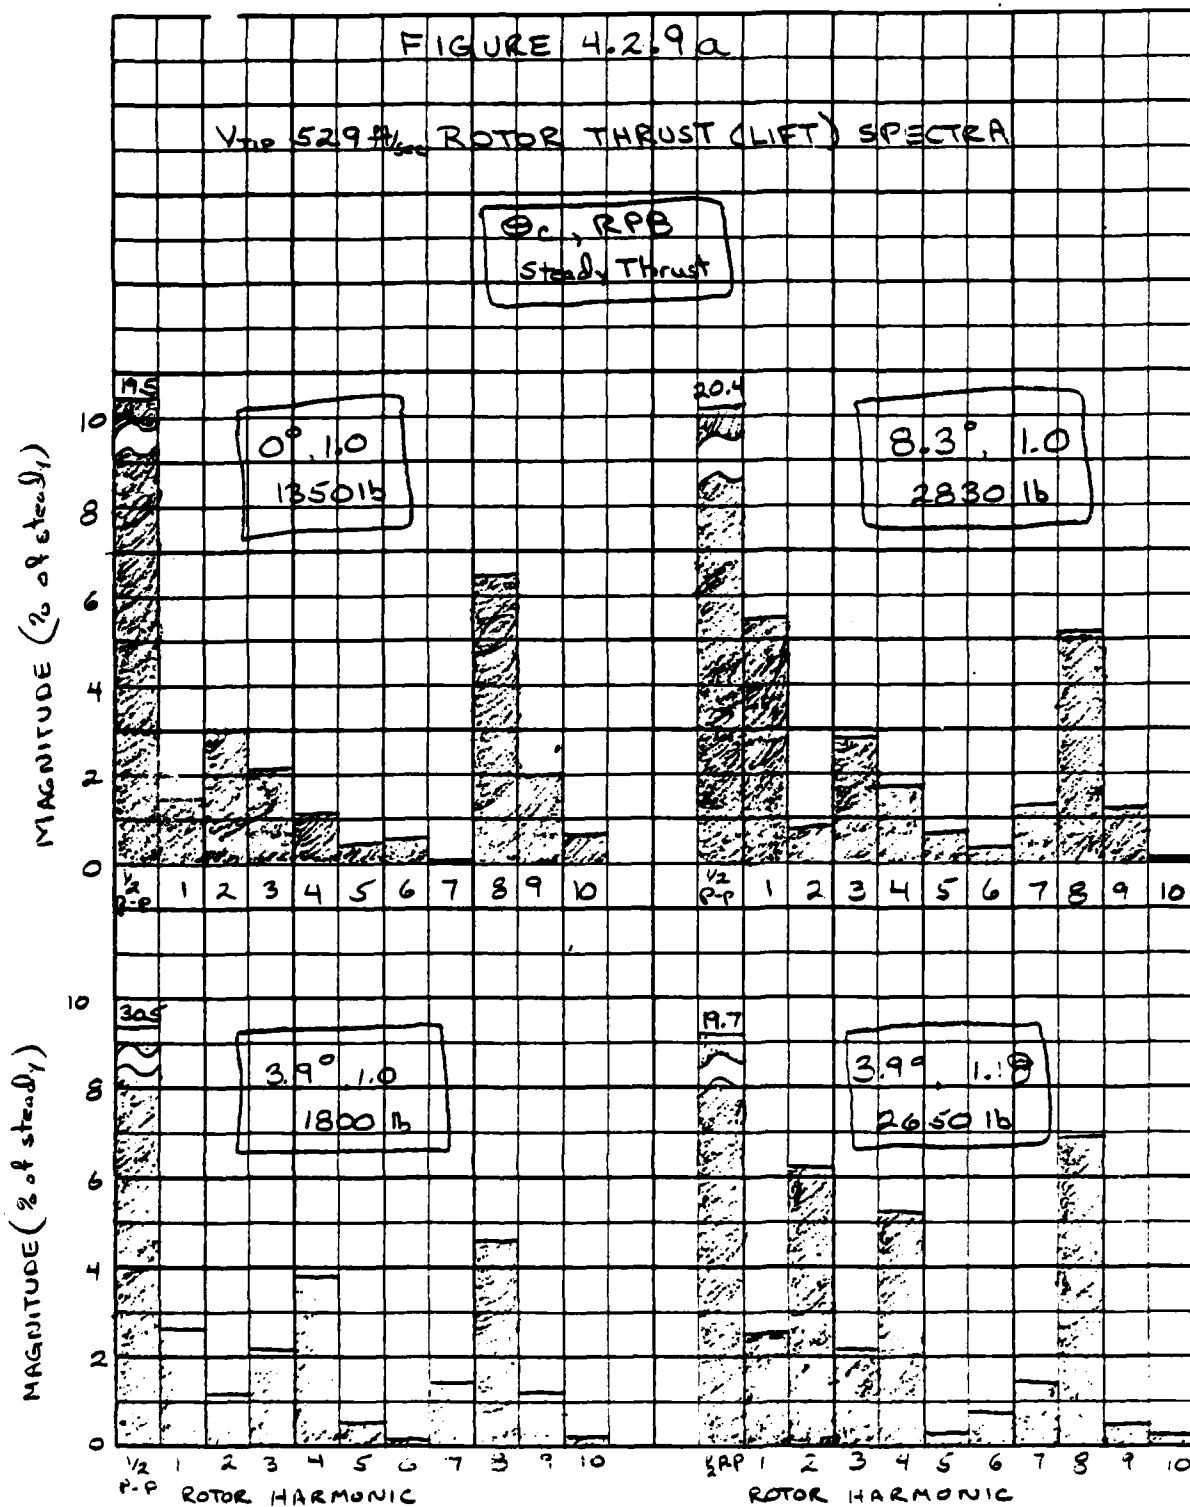 FIGURE 4.2.9a
VTIP 529 ft/sec ROTOR THRUST (LIFT) SPECTRA
Θc, RPB
Steady Thrust
19.5
20.4
0°, 1.0
1350 lb
8.3°, 1.0
2830 lb
MAGNITUDE (% of steady)
10
8
6
4
2
0
1/2 P-P 1 2 3 4 5 6 7 8 9 10
1/2 P-P 1 2 3 4 5 6 7 8 9 10
30.5
19.7
3.9°, 1.0
1800 lb
3.9°, 1.18
2650 lb
MAGNITUDE (% of steady)
10
8
6
4
2
0
1/2 P-P 1 2 3 4 5 6 7 8 9 10
1 2 3 4 5 6 7 8 9 10
ROTOR HARMONIC
ROTOR HARMONIC